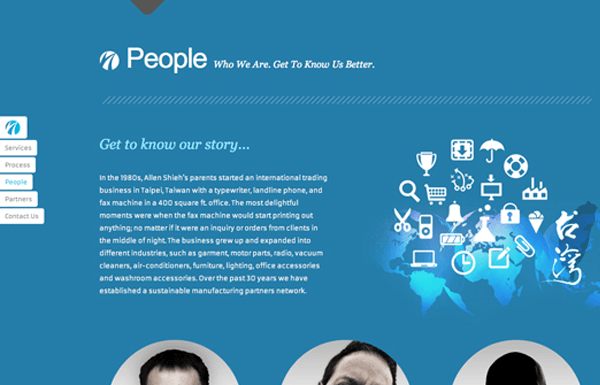 People Who We Are. Get To Know Us Better.
Services
Process
People
Partners
Contact Us
Get to know our story...
In the 1980s, Allen Shieh's parents started an international trading
business in Taipei, Taiwan with a typewriter, landline phone, and
fax machine in a 400 square ft. office. The most delightful
moments were when the fax machine would start printing out
anything; no matter if it were an inquiry or orders from clients in
the middle of night. The business grew up and expanded into
different industries, such as garment, motor parts, radio, vacuum
cleaners, air-conditioners, furniture, lighting, office accessories
and washroom accessories. Over the past 30 years we have
established a sustainable manufacturing partners network.
台灣